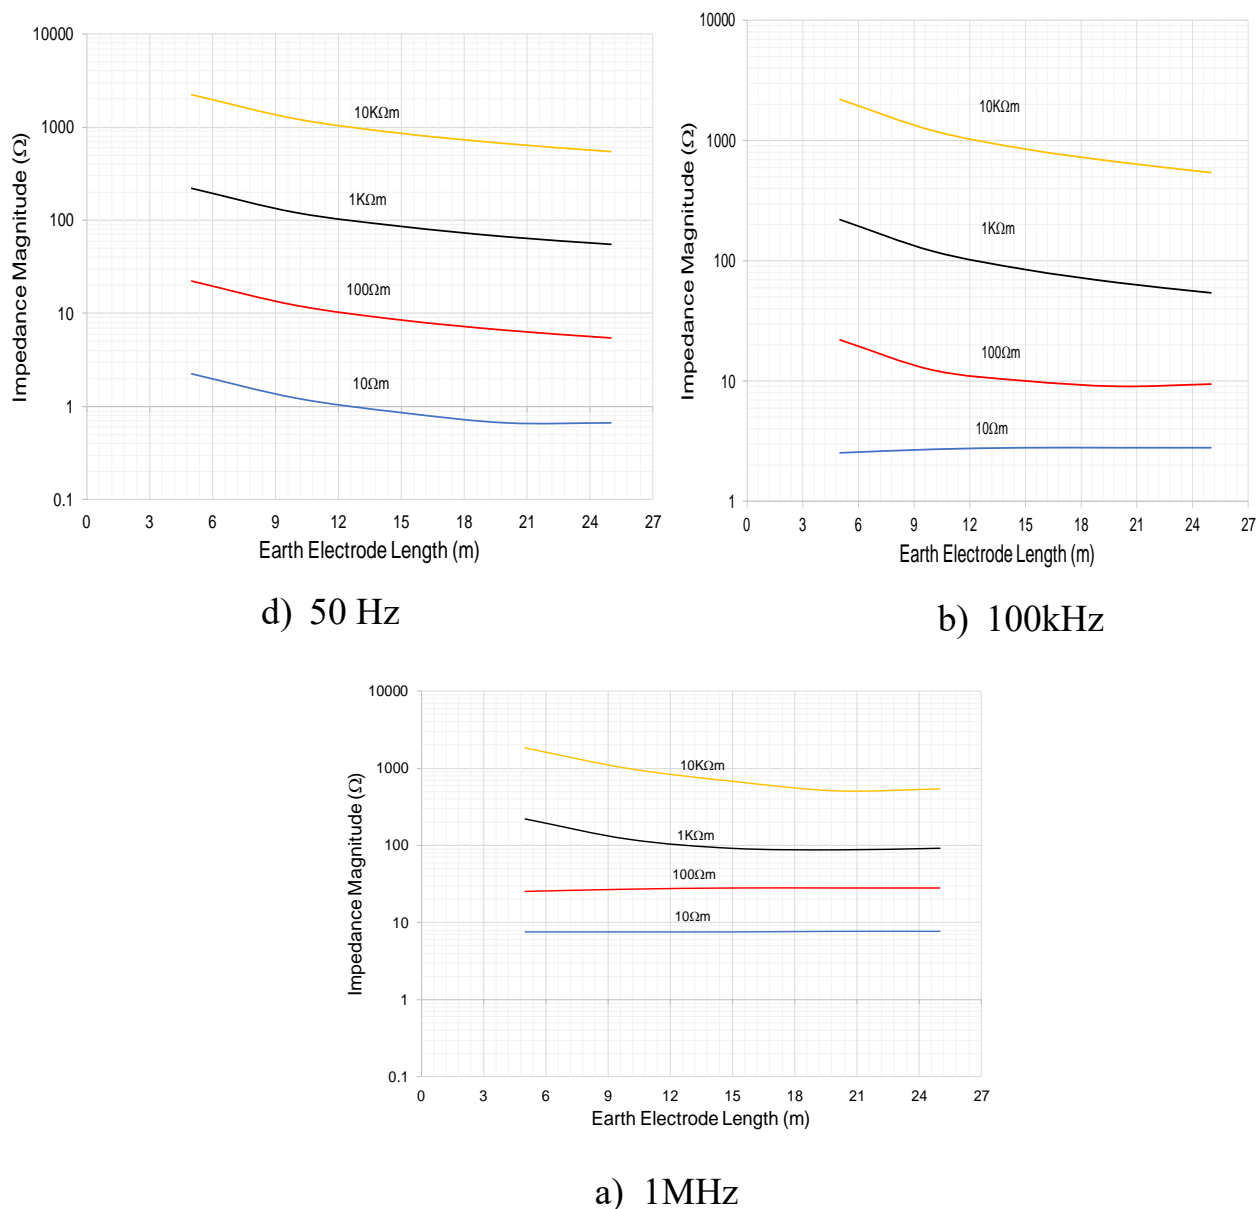 10000
1000
100
10
1
0.1
Impedance Magnitude (Ω)
10KΩm
1KΩm
100Ωm
10Ωm
0 3 6 9 12 15 18 21 24 27
Earth Electrode Length (m)
d) 50 Hz
10000
1000
100
10
1
Impedance Magnitude (Ω)
10KΩm
1KΩm
100Ωm
10Ωm
0 3 6 9 12 15 18 21 24 27
Earth Electrode Length (m)
b) 100kHz
10000
1000
100
10
1
0.1
Impedance Magnitude (Ω)
10KΩm
1KΩm
100Ωm
10Ωm
0 3 6 9 12 15 18 21 24 27
Earth Electrode Length (m)
a) 1MHz